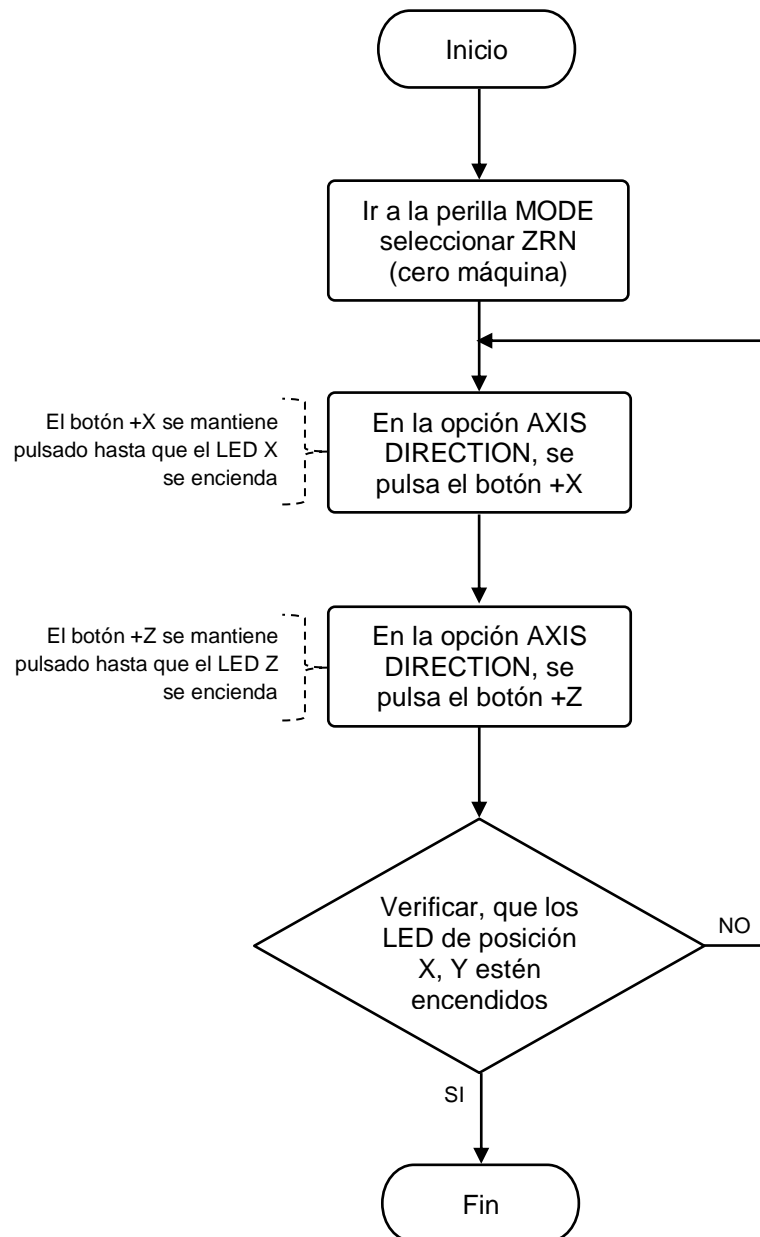 Inicio
Ir a la perilla MODE
seleccionar ZRN
(cero máquina)
El botón +X se mantiene
pulsado hasta que el LED X
se encienda
En la opción AXIS
DIRECTION, se
pulsa el botón +X
El botón +Z se mantiene
pulsado hasta que el LED Z
se encienda
En la opción AXIS
DIRECTION, se
pulsa el botón +Z
Verificar, que los
LED de posición
X, Y estén
encendidos
NO
SI
Fin